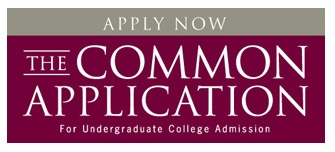 APPLY NOW
THE COMMON
APPLICATION
For Undergraduate College Admission